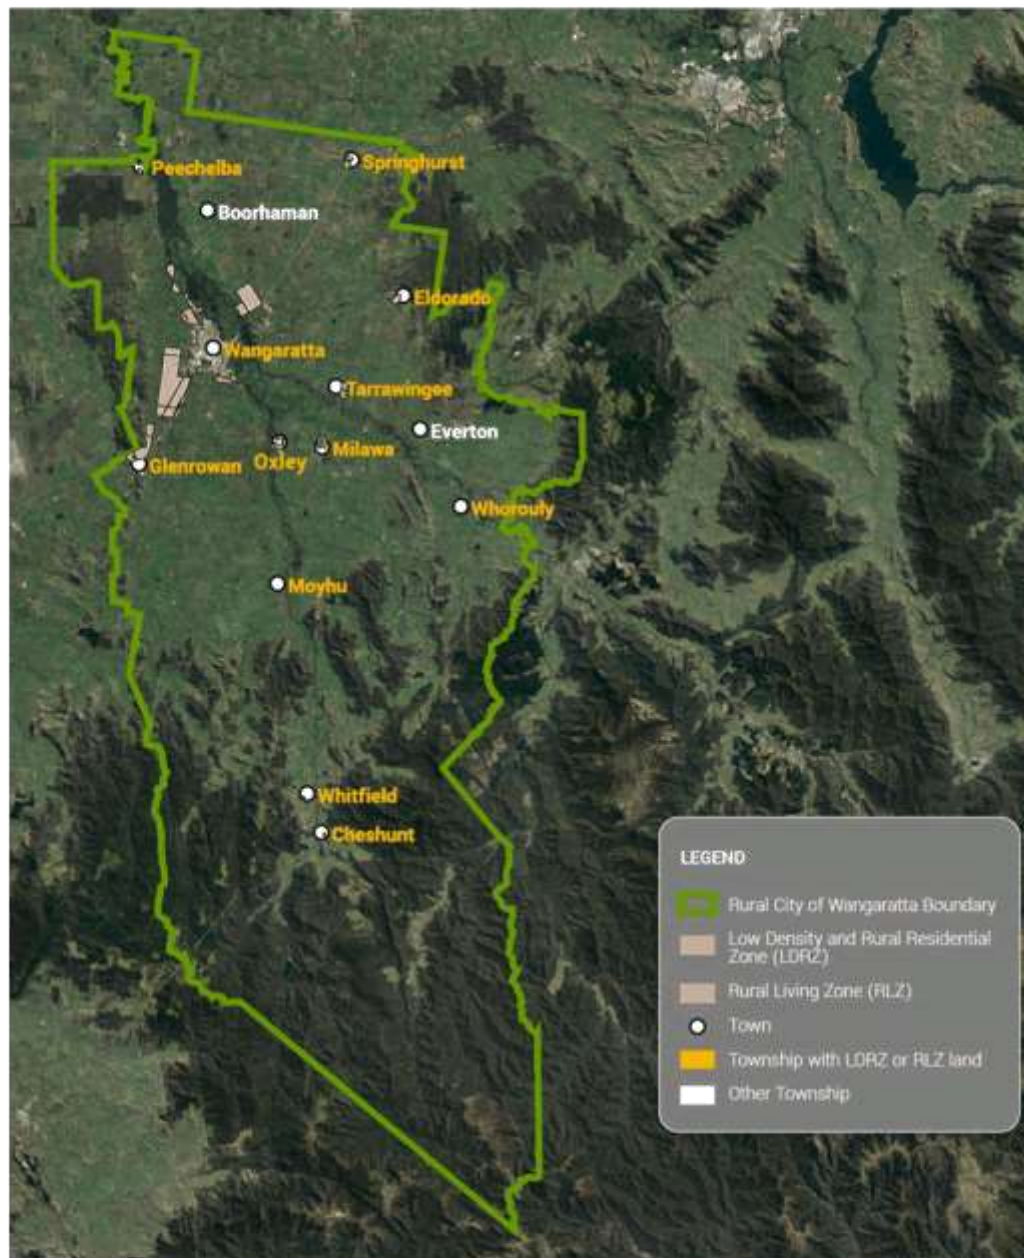 Peechelba
Springhurst
Boorhaman
Eldorado
Wangaratta
Tarrawingee
Everton
Oxley
Milawa
Glenrowan
Whorouly
Moyhu
Whitfield
Cheshunt
LEGEND
Rural City of Wangaratta Boundary
Low Density and Rural Residential
Zone (LDRZ)
Rural Living Zone (RLZ)
Town
Township with LDRZ or RLZ land
Other Township